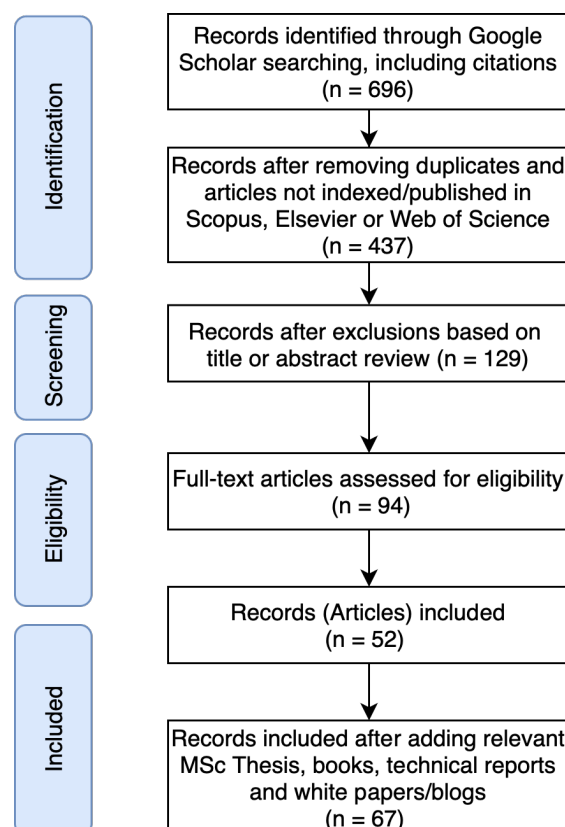 Identification
Records identified through Google
Scholar searching, including citations
(n = 696)
Records after removing duplicates and
articles not indexed/published in
Scopus, Elsevier or Web of Science
(n = 437)
Screening
Records after exclusions based on
title or abstract review (n = 129)
Eligibility
Full-text articles assessed for eligibility
(n = 94)
Records (Articles) included
(n = 52)
Included
Records included after adding relevant
MSc Thesis, books, technical reports
and white papers/blogs
(n = 67)